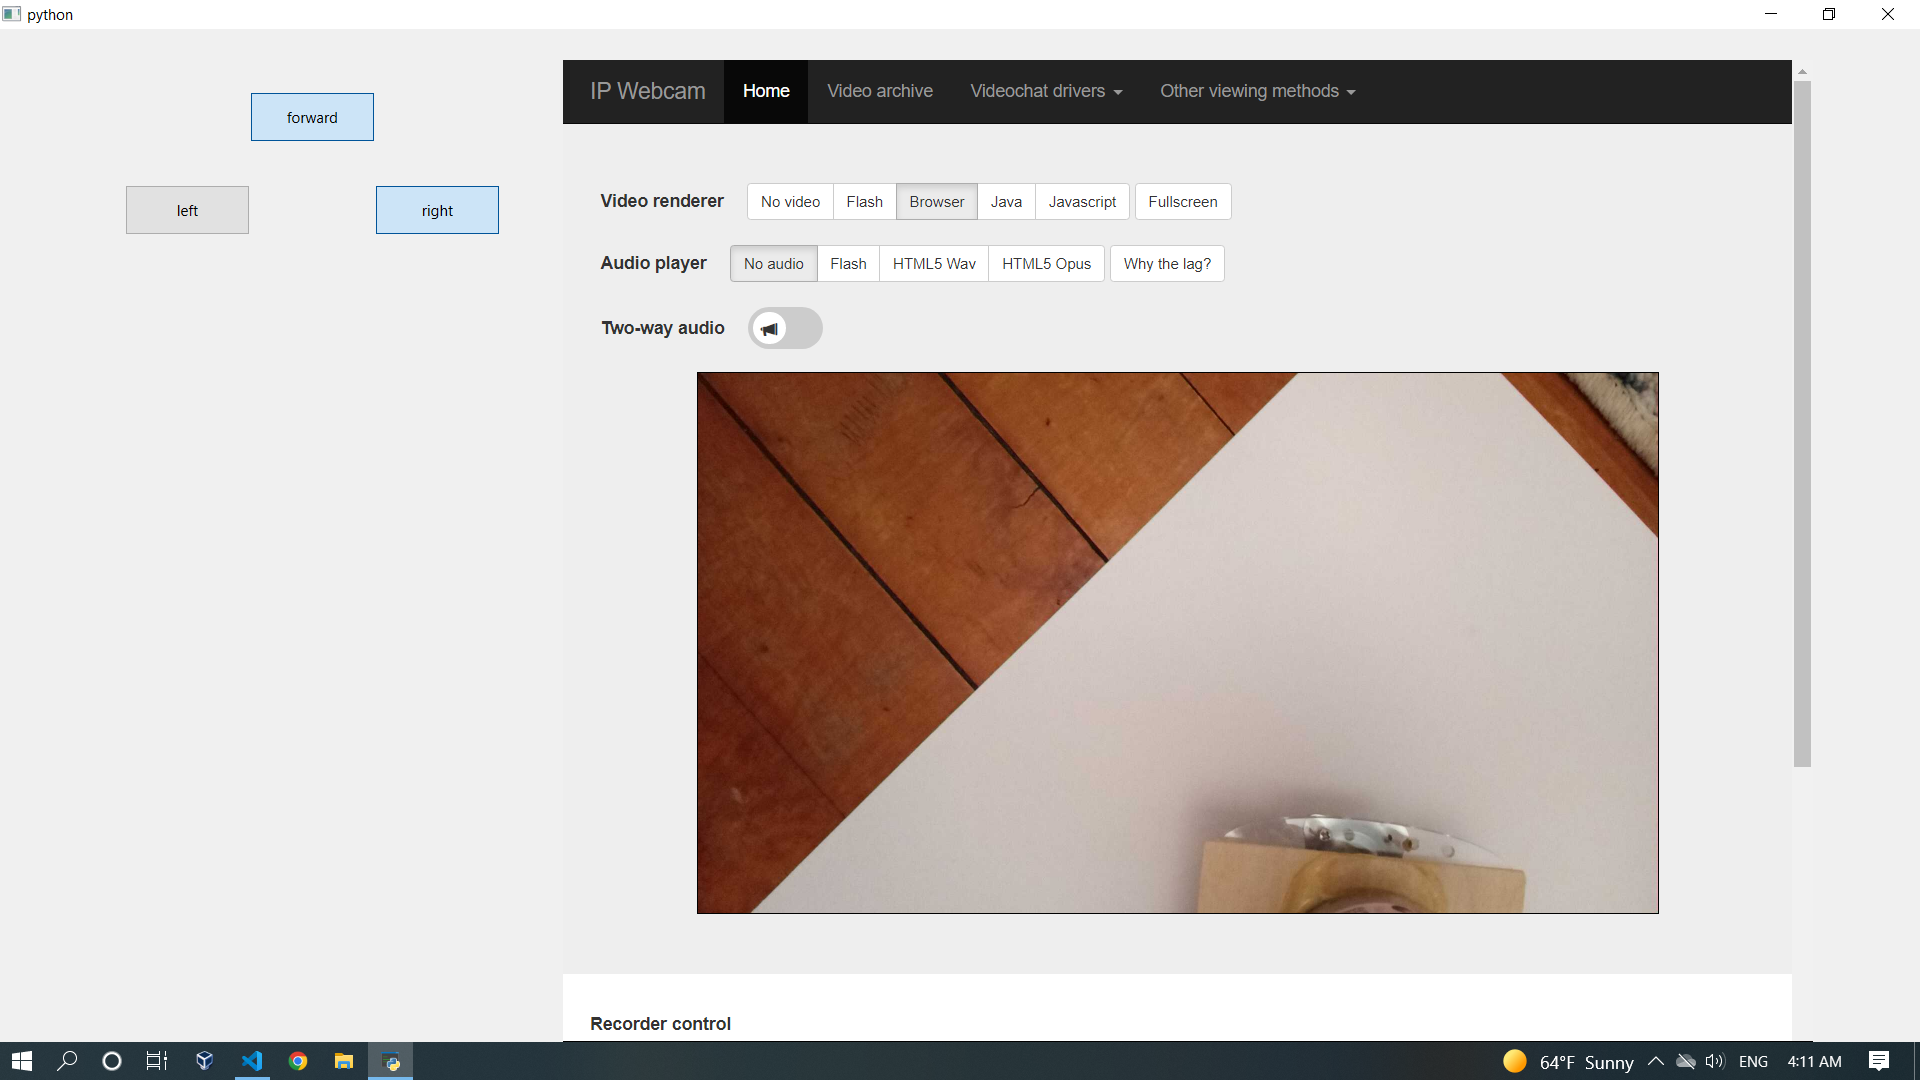 python
forward
left
right
IP Webcam Home Video archive Videochat drivers Other viewing methods
Video renderer No video Flash Browser Java Javascript Fullscreen
Audio player No audio Flash HTML5 Wav HTML5 Opus Why the lag?
Two-way audio
Recorder control
64°F Sunny ENG 4:11 AM